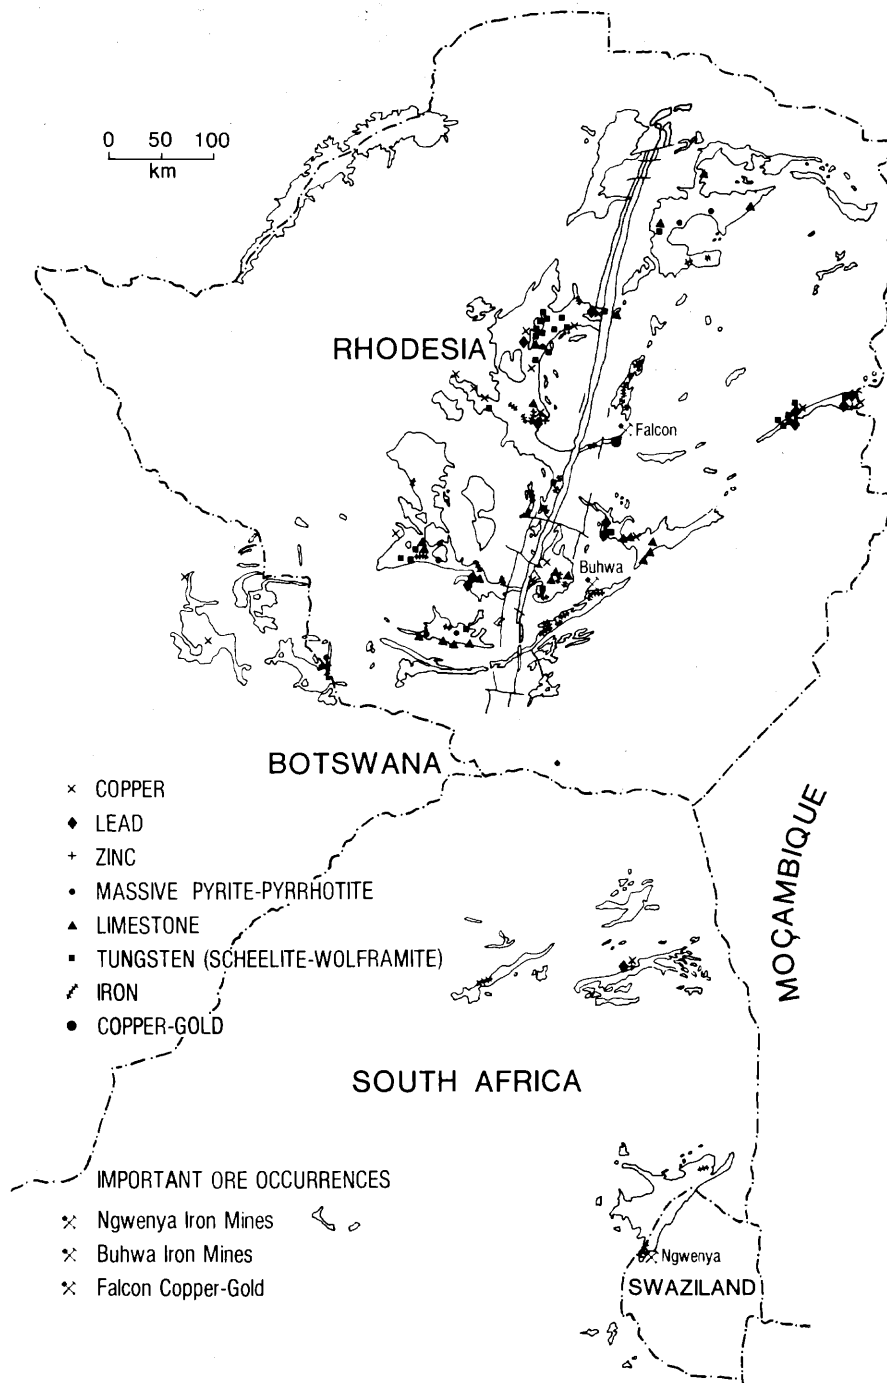 0 50 100
km
RHODESIA
Falcon
Buhwa
BOTSWANA
COPPER
LEAD
ZINC
MASSIVE PYRITE-PYRRHOTITE
LIMESTONE
TUNGSTEN (SCHEELITE-WOLFRAMITE)
IRON
COPPER-GOLD
MOÇAMBIQUE
SOUTH AFRICA
IMPORTANT ORE OCCURRENCES
Ngwenya Iron Mines
Buhwa Iron Mines
Falcon Copper-Gold
Ngwenya
SWAZILAND